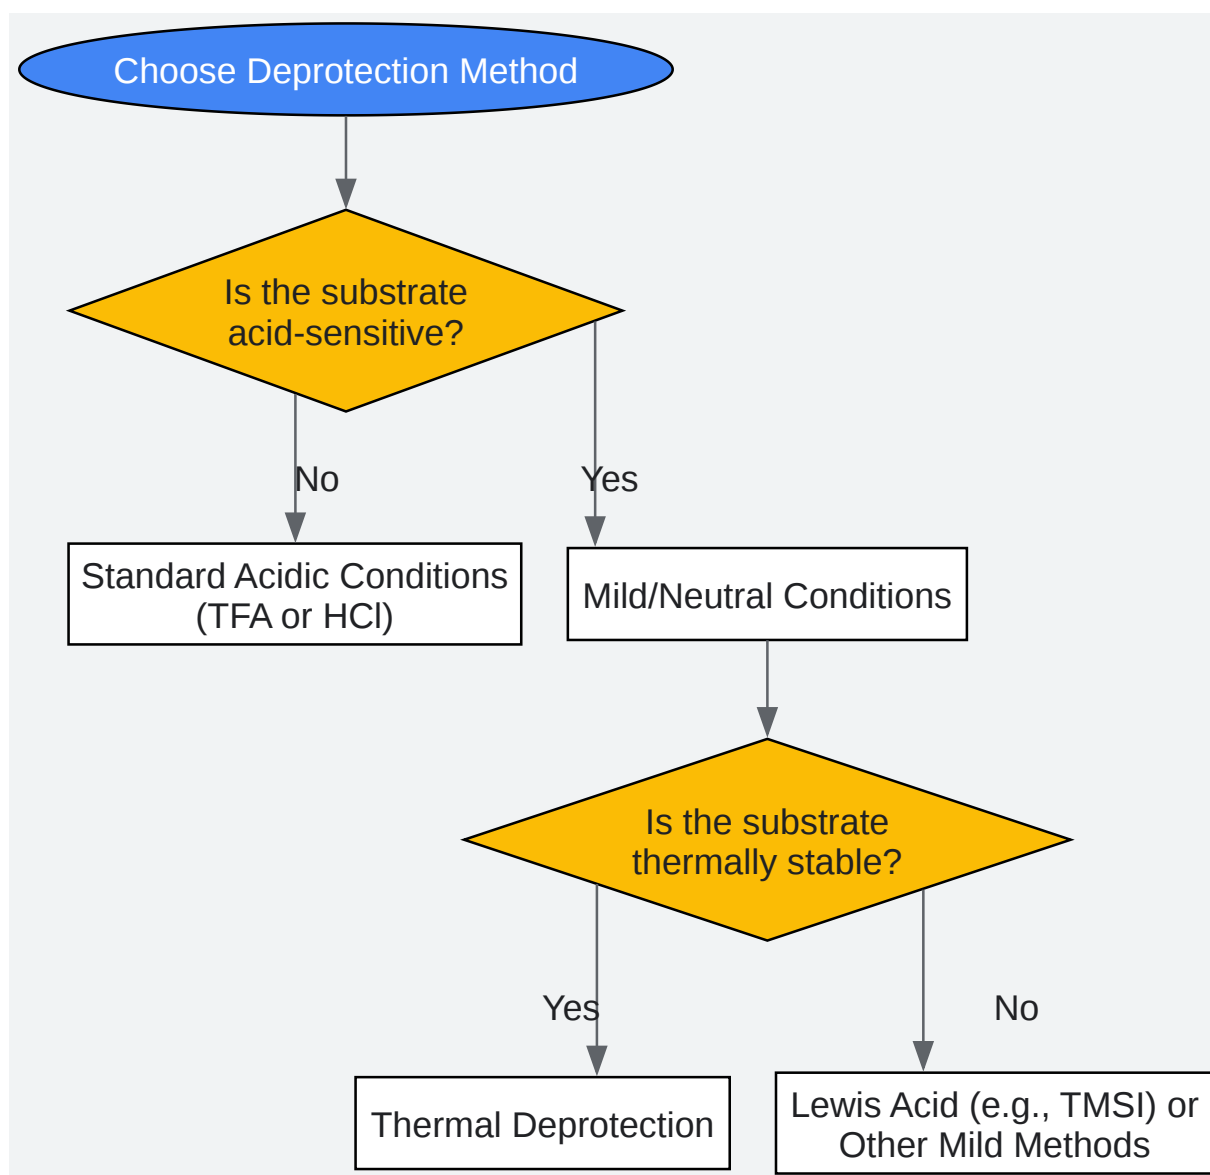 Choose Deprotection Method
Is the substrate
acid-sensitive?
No
Yes
Standard Acidic Conditions
(TFA or HCl)
Mild/Neutral Conditions
Is the substrate
thermally stable?
Yes
No
Thermal Deprotection
Lewis Acid (e.g., TMSI) or
Other Mild Methods